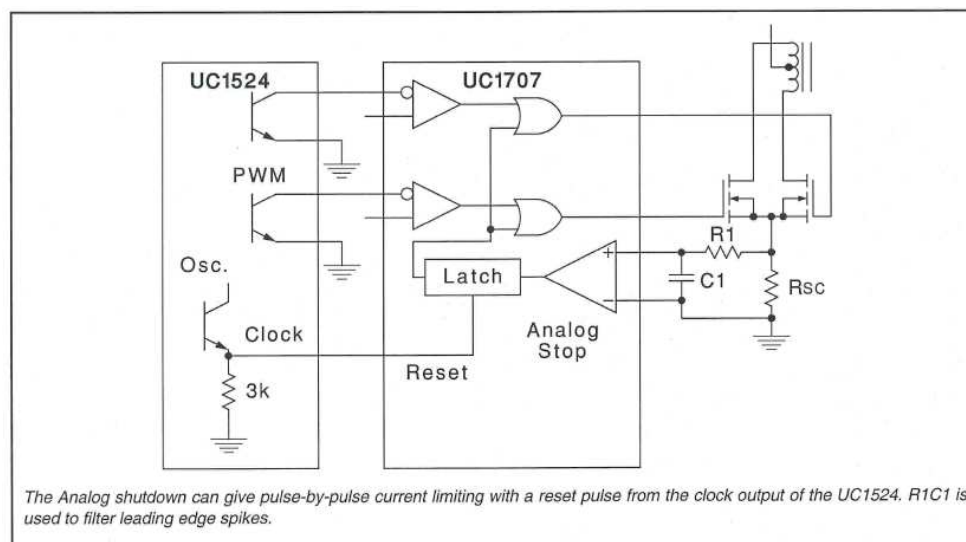 UC1524
UC1707
PWM
R1
Osc.
Latch
C1
Rsc
Clock
Analog
Stop
Reset
3k
The Analog shutdown can give pulse-by-pulse current limiting with a reset pulse from the clock output of the UC1524. R1C1 is
used to filter leading edge spikes.